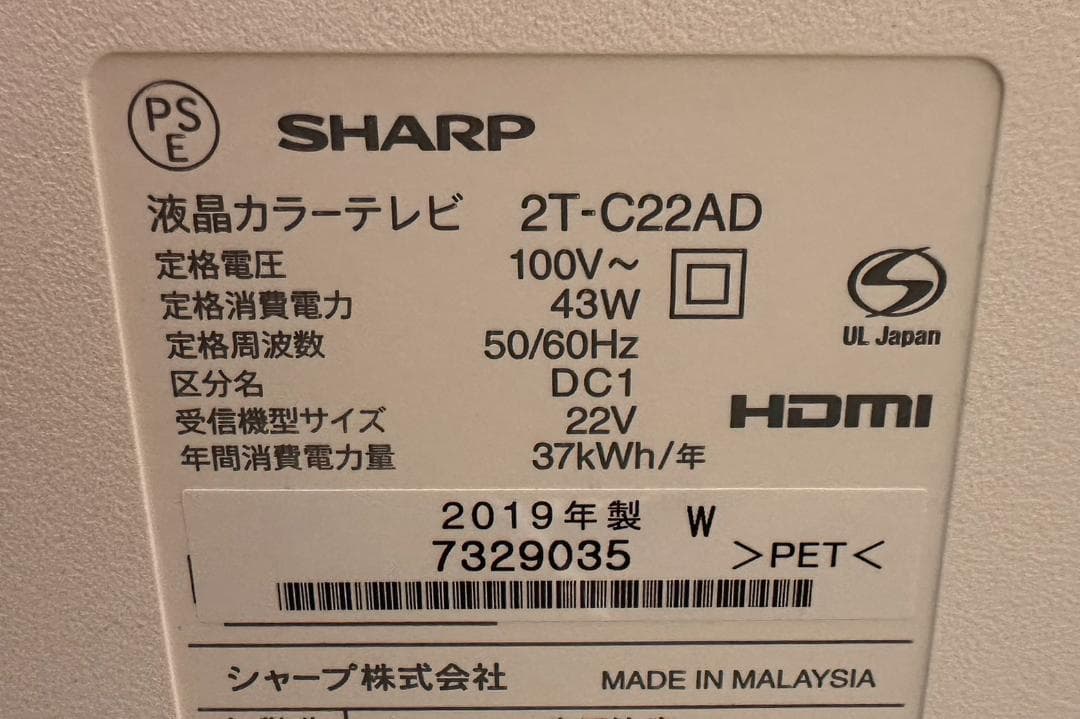 PS
E
SHARP
液晶カラーテレビ 2T-C22AD
定格電圧 100V～
定格消費電力 43W
定格周波数 50/60Hz
UL Japan
区分名 DC1
受信機型サイズ 22V
HDMI
年間消費電力量 37kWh/年
2019年製 W
7329035 >PET<
シャープ株式会社 MADE IN MALAYSIA